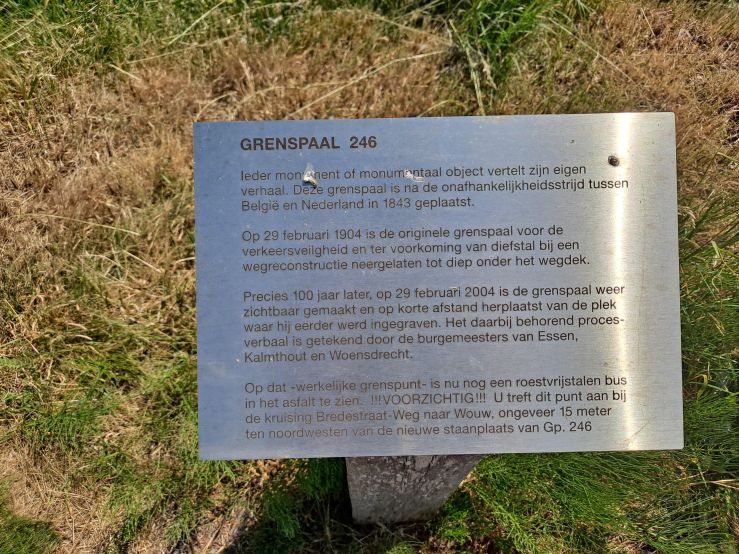 GRENSPAAL 246
Ieder monument of monumentaal object vertelt zijn eigen
verhaal. Deze grenspaal is na de onafhankelijkheidsstrijd tussen
België en Nederland in 1843 geplaatst.
Op 29 februari 1904 is de originele grenspaal voor de
verkeersveilgheid en ter voorkoming van diefstal bij een
wegreconstructie neergelaten tot diep onder het wegdek.
Precies 100 jaar later, op 29 februari 2004 is de grenspaal weer
zichtbaar gemaakt en op korte afstand herplaatst van de plek
waar hij eerder werd ingegraven. Het daarbij behorend proces-
verbaal is getekend door de burgemeesters van Essen,
Kalmthout en Woensdrecht.
Op dat -werkelijke grenspunt- is nu nog een roestvrijstalen bus
in het asfalt te zien. !!!VOORZICHTIG!!! U treft dit punt aan bij
de kruising Bredestraat-Weg naar Wouw, ongeveer 15 meter
ten noordwesten van de nieuwe staanplaats van Gp. 246